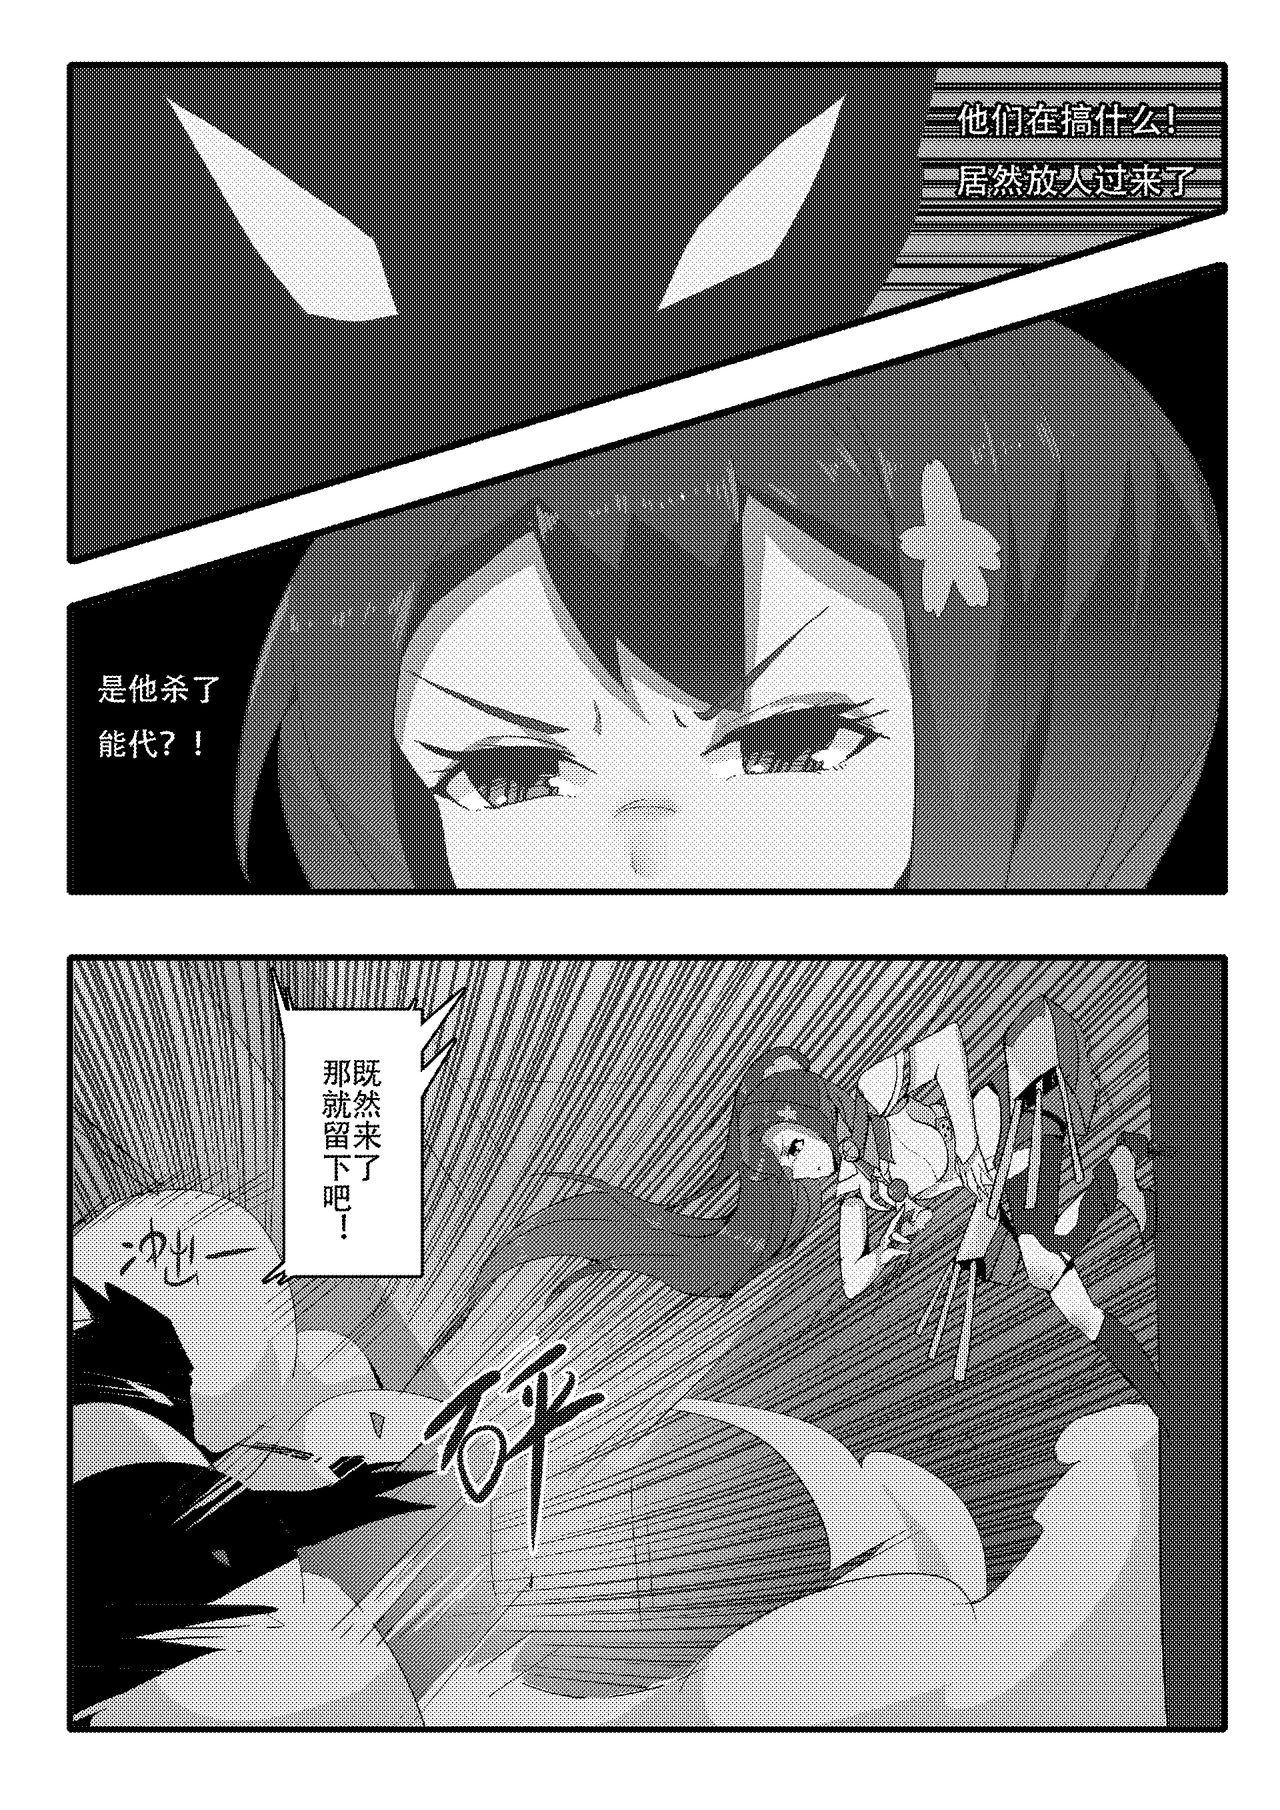 他们在搞什么！
居然放人过来了
是他杀了
能代？！
既然来了
那就留下吧！
冲出一
砰